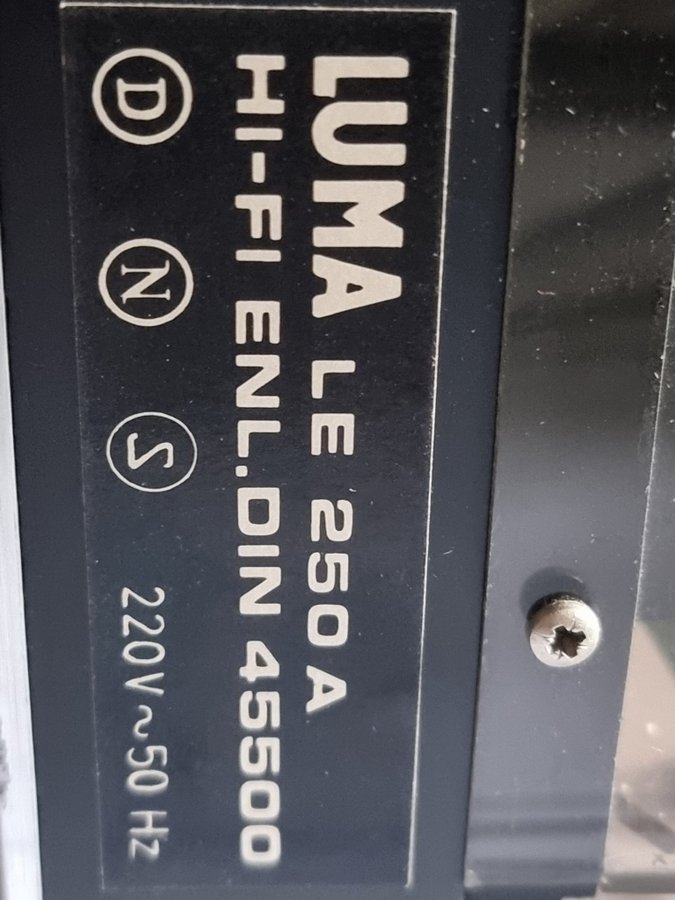 LUMA LE 250 A
HI-FI ENL.DIN 45500
D N S 220V~50 Hz